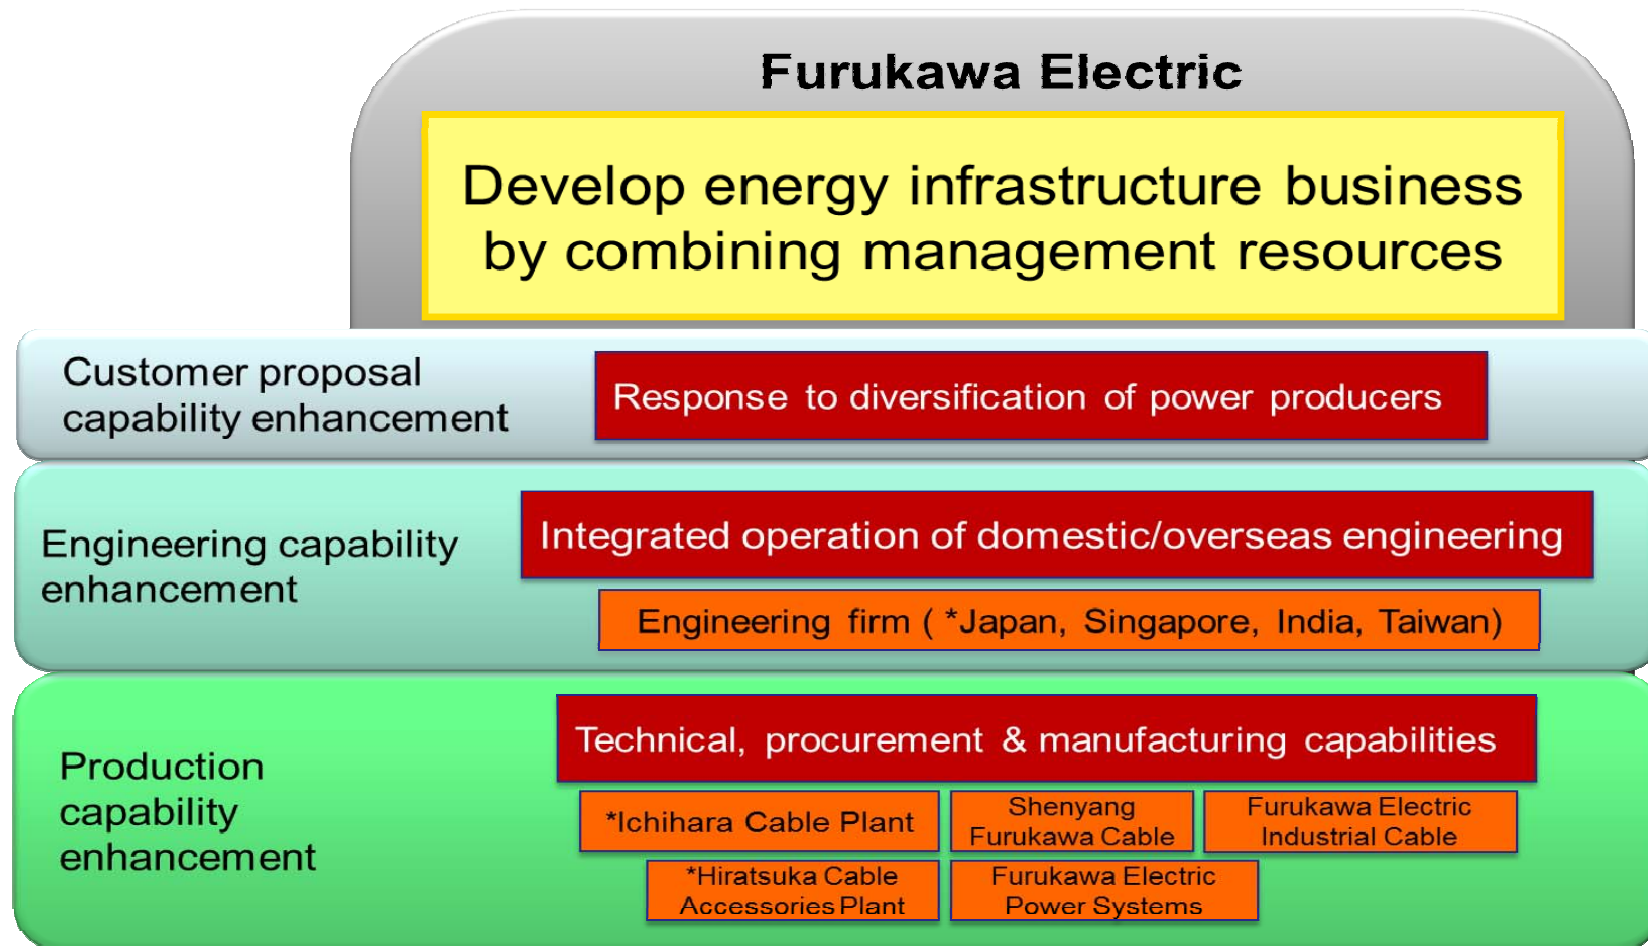 Furukawa Electric
Develop energy infrastructure business
by combining management resources
Customer proposal
capability enhancement
Response to diversification of power producers
Engineering capability
enhancement
Integrated operation of domestic/overseas engineering
Engineering firm ( *Japan, Singapore, India, Taiwan)
Production
capability
enhancement
Technical, procurement & manufacturing capabilities
*Ichihara Cable Plant
Shenyang
Furukawa Cable
Furukawa Electric
Industrial Cable
*Hiratsuka Cable
Accessories Plant
Furukawa Electric
Power Systems